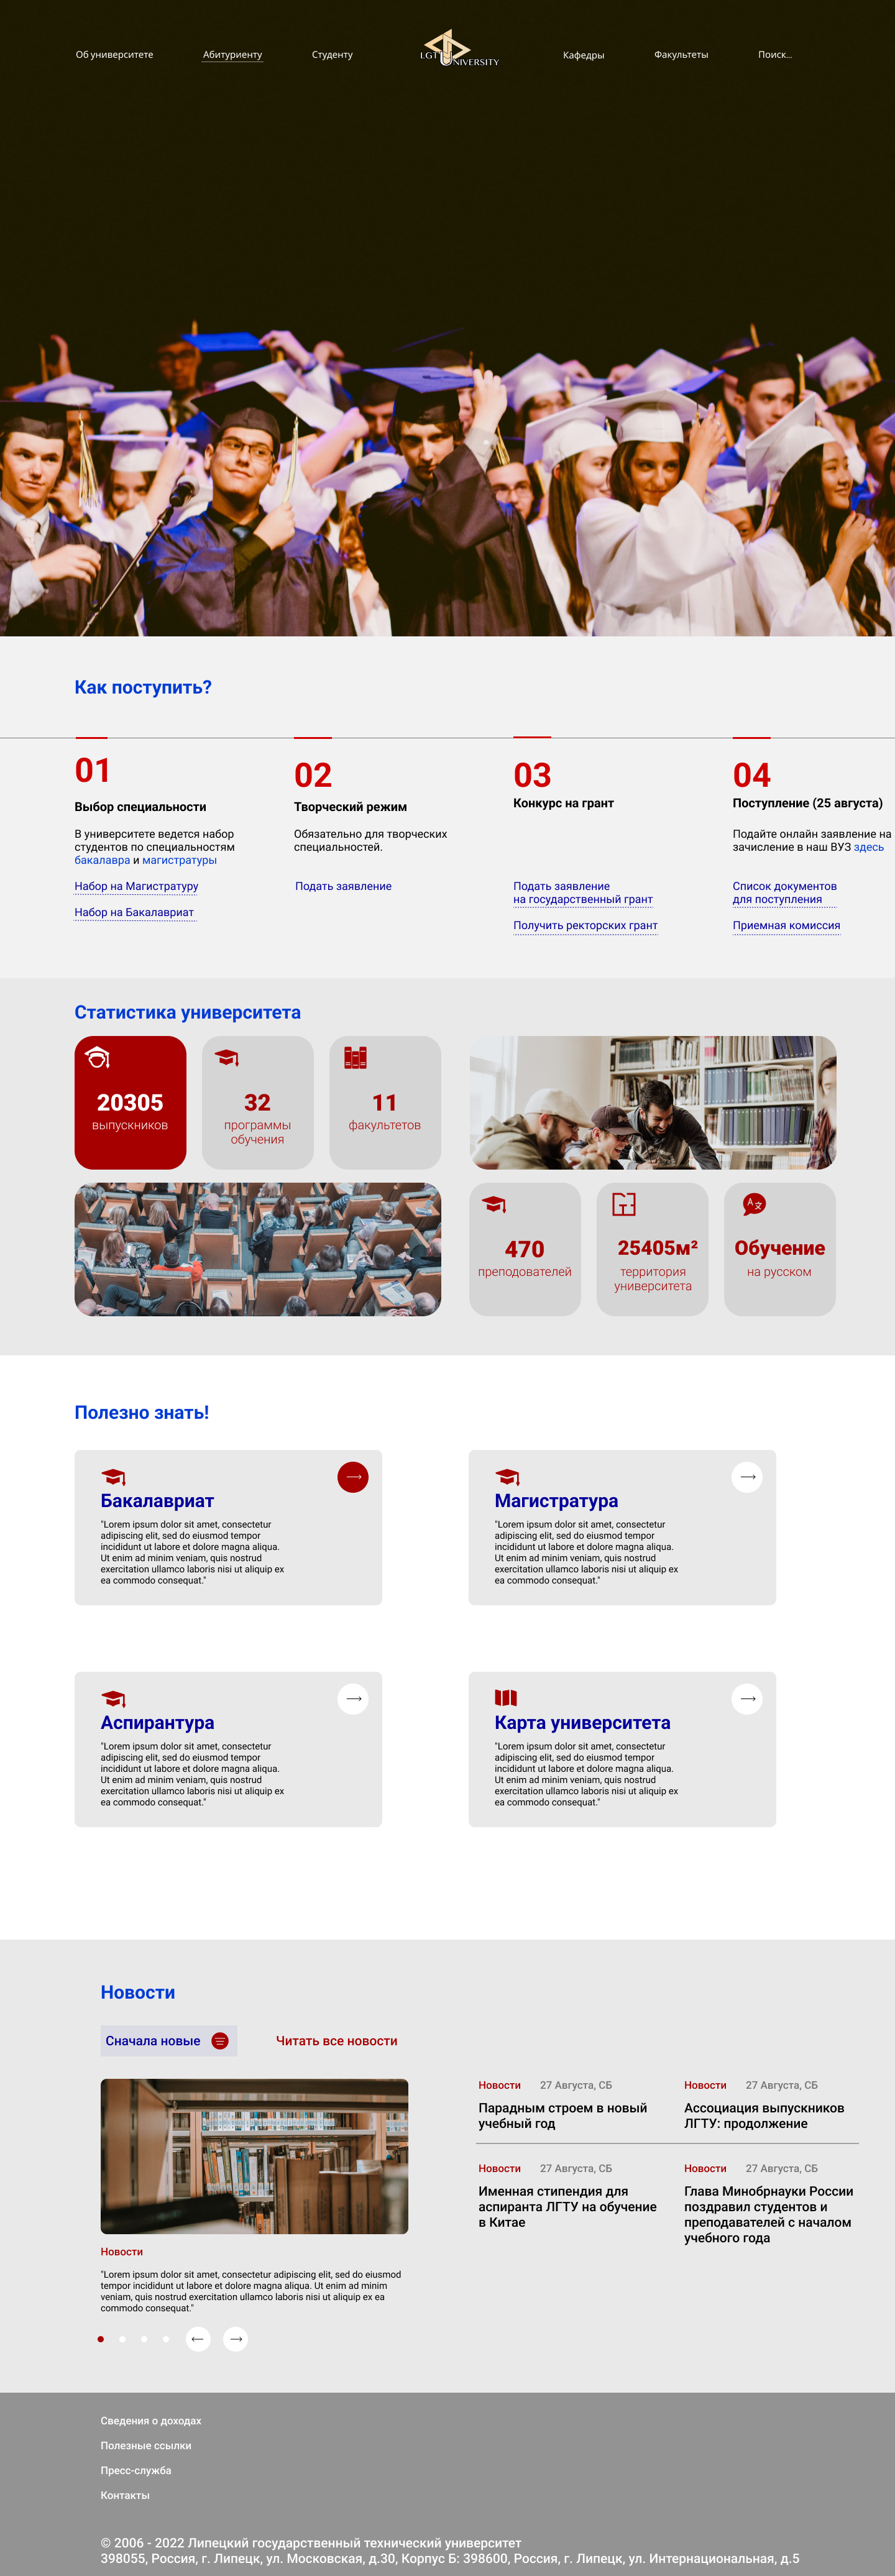 Об университете
Абитуриенту
Студенту
LGT UNIVERSITY
Кафедры
Факультеты
Поиск...
Как поступить?
01
Выбор специальности
В университете ведется набор
студентов по специальностям
бакалавра и магистратуры
Набор на Магистратуру
Набор на Бакалавриат
02
Творческий режим
Обязательно для творческих
специальностей.
Подать заявление
03
Конкурс на грант
Подать заявление
на государственный грант
Получить ректорских грант
04
Поступление (25 августа)
Подайте онлайн заявление на
зачисление в наш ВУЗ здесь
Список документов
для поступления
Приемная комиссия
Статистика университета
20305
выпускников
32
программы
обучения
11
факультетов
470
преподователей
25405м²
территория
университета
Обучение
на русском
Полезно знать!
Бакалавриат
"Lorem ipsum dolor sit amet, consectetur
adipiscing elit, sed do eiusmod tempor
incididunt ut labore et dolore magna aliqua.
Ut enim ad minim veniam, quis nostrud
exercitation ullamco laboris nisi ut aliquip ex
ea commodo consequat."
Магистратура
"Lorem ipsum dolor sit amet, consectetur
adipiscing elit, sed do eiusmod tempor
incididunt ut labore et dolore magna aliqua.
Ut enim ad minim veniam, quis nostrud
exercitation ullamco laboris nisi ut aliquip ex
ea commodo consequat."
Аспирантура
"Lorem ipsum dolor sit amet, consectetur
adipiscing elit, sed do eiusmod tempor
incididunt ut labore et dolore magna aliqua.
Ut enim ad minim veniam, quis nostrud
exercitation ullamco laboris nisi ut aliquip ex
ea commodo consequat."
Карта университета
"Lorem ipsum dolor sit amet, consectetur
adipiscing elit, sed do eiusmod tempor
incididunt ut labore et dolore magna aliqua.
Ut enim ad minim veniam, quis nostrud
exercitation ullamco laboris nisi ut aliquip ex
ea commodo consequat."
Новости
Сначала новые
Читать все новости
Новости
"Lorem ipsum dolor sit amet, consectetur adipiscing elit, sed do eiusmod
tempor incididunt ut labore et dolore magna aliqua. Ut enim ad minim
veniam, quis nostrud exercitation ullamco laboris nisi ut aliquip ex ea
commodo consequat."
Новости 27 Августа, СБ
Парадным строем в новый
учебный год
Новости 27 Августа, СБ
Ассоциация выпускников
ЛГТУ: продолжение
Новости 27 Августа, СБ
Именная стипендия для
аспиранта ЛГТУ на обучение
в Китае
Новости 27 Августа, СБ
Глава Минобрнауки России
поздравил студентов и
преподавателей с началом
учебного года
Сведения о доходах
Полезные ссылки
Пресс-служба
Контакты
© 2006 - 2022 Липецкий государственный технический университет
398055, Россия, г. Липецк, ул. Московская, д.30, Корпус Б: 398600, Россия, г. Липецк, ул. Интернациональная, д.5